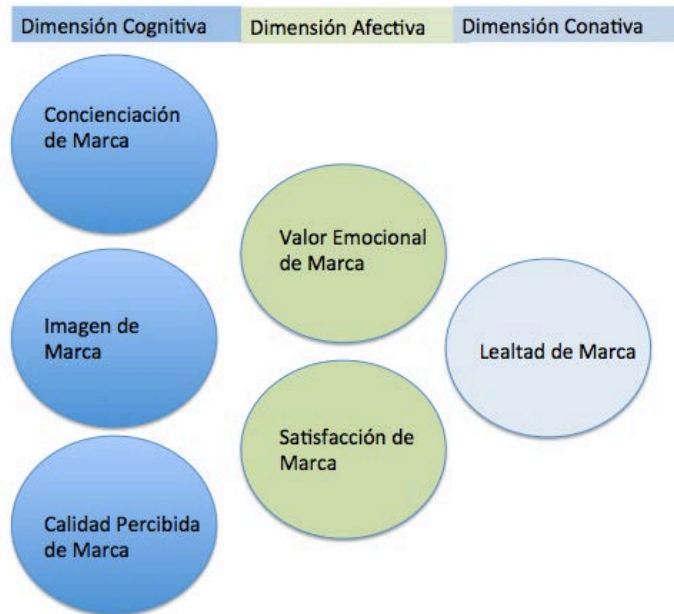 Dimensión Cognitiva
Dimensión Afectiva
Dimensión Conativa
Concienciación
de Marca
Imagen de
Marca
Calidad Percibida
de Marca
Valor Emocional
de Marca
Satisfacción de
Marca
Lealtad de Marca